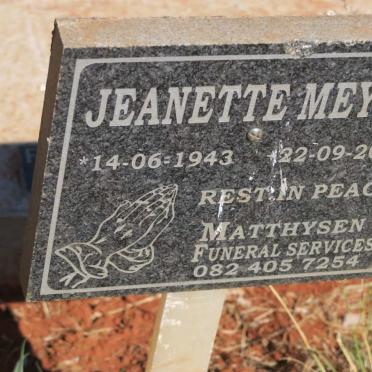 JEANETTE MEY
*14-06-1943 22-09-20
REST IN PEAC
MATTHYSEN
FUNERAL SERVICES
082 405 7254